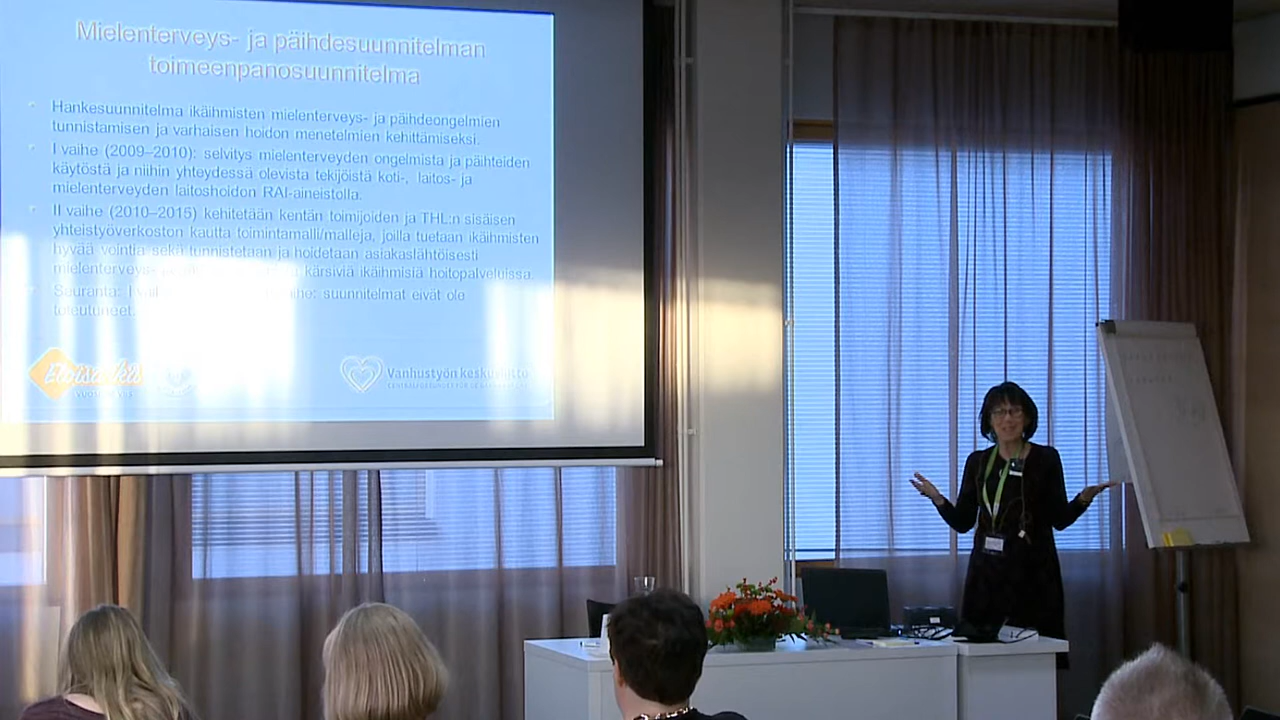 Mielenterveys- ja päihdesuunnitelman
toimeenpanosuunnitelma
Hankesuunnitelma ikäihmisten mielenterveys- ja päihdeongelmien
tunnistamisen ja varhaisen hoidon menetelmien kehittämiseksi.
I vaihe (2009–2010): selvitys mielenterveyden ongelmista ja päihteiden
käytöstä ja niihin yhteydessä olevista tekijöistä koti-, laitos- ja
mielenterveyden laitoshoidon RAI-aineistolla.
II vaihe (2010–2015) kehitetään kentän toimijoiden ja THL:n sisäisen
yhteistyöverkoston kautta toimintamalli/malleja, joilla tuetaan ikäihmisten
hyvää vointia sekä tunnistetaan ja hoidetaan asiakaslähtöisesti
mielenterveys- kärsiviä ikäihmisiä hoitopalveluissa.
Seuranta: I suunnitelmat eivät ole
toteutuneet.
Vanhustyön keskusliitto